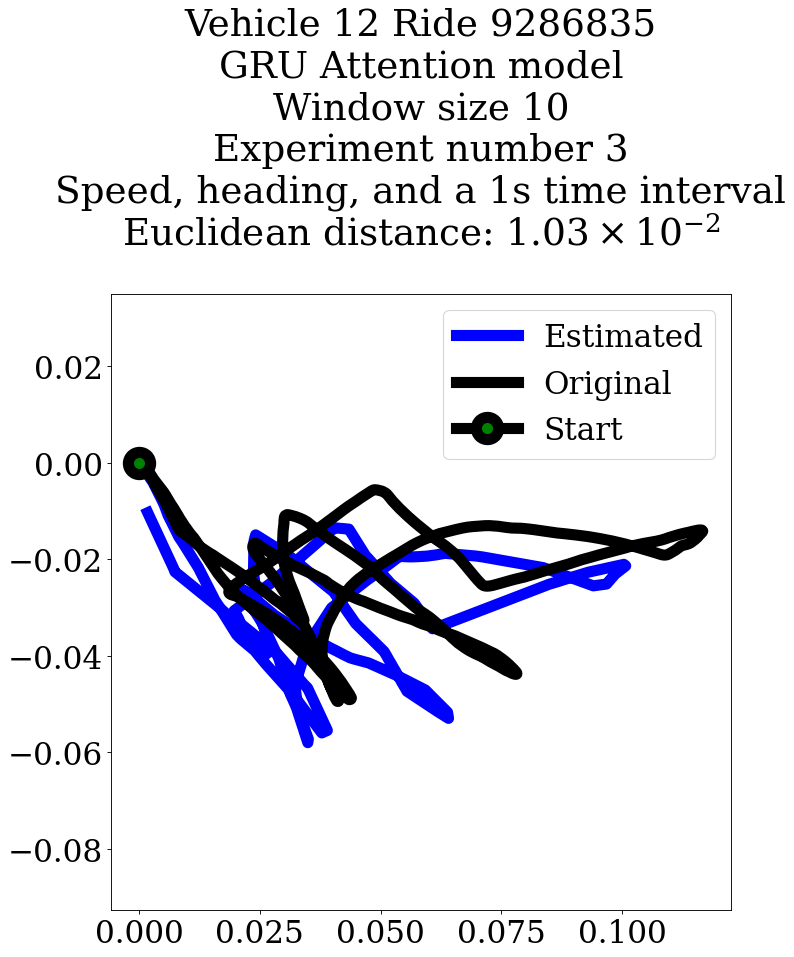 Vehicle 12 Ride 9286835
GRU Attention model
Window size 10
Experiment number 3
Speed, heading, and a 1s time interval
Euclidean distance: 1.03 × 10⁻²
Estimated
Original
Start
0.02
0.00
−0.02
−0.04
−0.06
−0.08
0.000 0.025 0.050 0.075 0.100